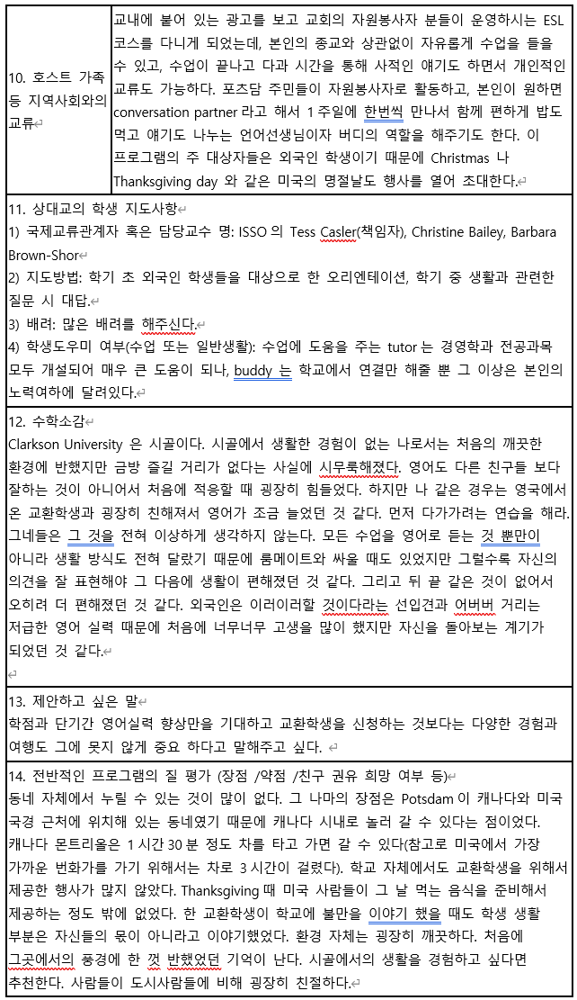 10. 호스트 가족
등 지역사회와의
교류
교내에 붙어 있는 광고를 보고 교회의 자원봉사자 분들이 운영하시는 ESL
코스를 다니게 되었는데, 본인의 종교와 상관없이 자유롭게 수업을 들을
수 있고, 수업이 끝나고 다과 시간을 통해 사적인 얘기도 하면서 개인적인
교류도 가능하다. 포츠담 주민들이 자원봉사자로 활동하고, 본인이 원하면
conversation partner 라고 해서 1 주일에 한번씩 만나서 함께 편하게 밥도
먹고 얘기도 나누는 언어선생님이자 버디의 역할을 해주기도 한다. 이
프로그램의 주 대상자들은 외국인 학생이기 때문에 Christmas 나
Thanksgiving day 와 같은 미국의 명절날도 행사를 열어 초대한다.
11. 상대교의 학생 지도사항
1) 국제교류관계자 혹은 담당교수 명: ISSO 의 Tess Casler(책임자), Christine Bailey, Barbara
Brown-Shor
2) 지도방법: 학기 초 외국인 학생들을 대상으로 한 오리엔테이션, 학기 중 생활과 관련한
질문 시 대답.
3) 배려: 많은 배려를 해주신다.
4) 학생도우미 여부(수업 또는 일반생활): 수업에 도움을 주는 tutor 는 경영학과 전공과목
모두 개설되어 매우 큰 도움이 되나, buddy 는 학교에서 연결만 해줄 뿐 그 이상은 본인의
노력여하에 달려있다.
12. 수학소감
Clarkson University 은 시골이다. 시골에서 생활한 경험이 없는 나로서는 처음의 깨끗한
환경에 반했지만 금방 즐길 거리가 없다는 사실에 시무룩해졌다. 영어도 다른 친구들 보다
잘하는 것이 아니어서 처음에 적응할 때 굉장히 힘들었다. 하지만 나 같은 경우는 영국에서
온 교환학생과 굉장히 친해져서 영어가 조금 늘었던 것 같다. 먼저 다가가려는 연습을 해라.
그네들은 그 것을 전혀 이상하게 생각하지 않는다. 모든 수업을 영어로 듣는 것 뿐만이
아니라 생활 방식도 전혀 달랐기 때문에 룸메이트와 싸울 때도 있었지만 그럴수록 자신의
의견을 잘 표현해야 그 다음에 생활이 편해졌던 것 같다. 그리고 뒤 끝 같은 것이 없어서
오히려 더 편해졌던 것 같다. 외국인은 이러이러할 것이다라는 선입견과 어버버 거리는
저급한 영어 실력 때문에 처음에 너무너무 고생을 많이 했지만 자신을 돌아보는 계기가
되었던 것 같다.
13. 제안하고 싶은 말
학점과 단기간 영어실력 향상만을 기대하고 교환학생을 신청하는 것보다는 다양한 경험과
여행도 그에 못지 않게 중요 하다고 말해주고 싶다.
14. 전반적인 프로그램의 질 평가 (장점 /약점 /친구 권유 희망 여부 등)
동네 자체에서 누릴 수 있는 것이 많이 없다. 그 나마의 장점은 Potsdam 이 캐나다와 미국
국경 근처에 위치해 있는 동네였기 때문에 캐나다 시내로 놀러 갈 수 있다는 점이었다.
캐나다 몬트리올은 1 시간 30 분 정도 차를 타고 가면 갈 수 있다(참고로 미국에서 가장
가까운 번화가를 가기 위해서는 차로 3 시간이 걸렸다). 학교 자체에서도 교환학생을 위해서
제공한 행사가 많지 않았다. Thanksgiving 때 미국 사람들이 그 날 먹는 음식을 준비해서
제공하는 정도 밖에 없었다. 한 교환학생이 학교에 불만을 이야기 했을 때도 학생 생활
부분은 자신들의 몫이 아니라고 이야기했었다. 환경 자체는 굉장히 깨끗하다. 처음에
그곳에서의 풍경에 한 껏 반했었던 기억이 난다. 시골에서의 생활을 경험하고 싶다면
추천한다. 사람들이 도시사람들에 비해 굉장히 친절하다.